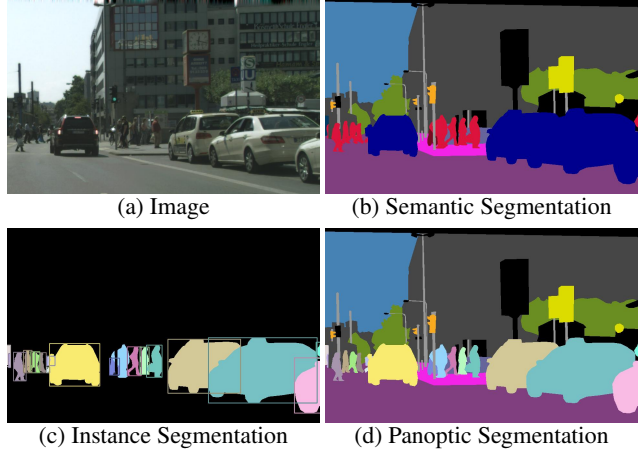 S
U
(a) Image
(b) Semantic Segmentation
(c) Instance Segmentation
(d) Panoptic Segmentation